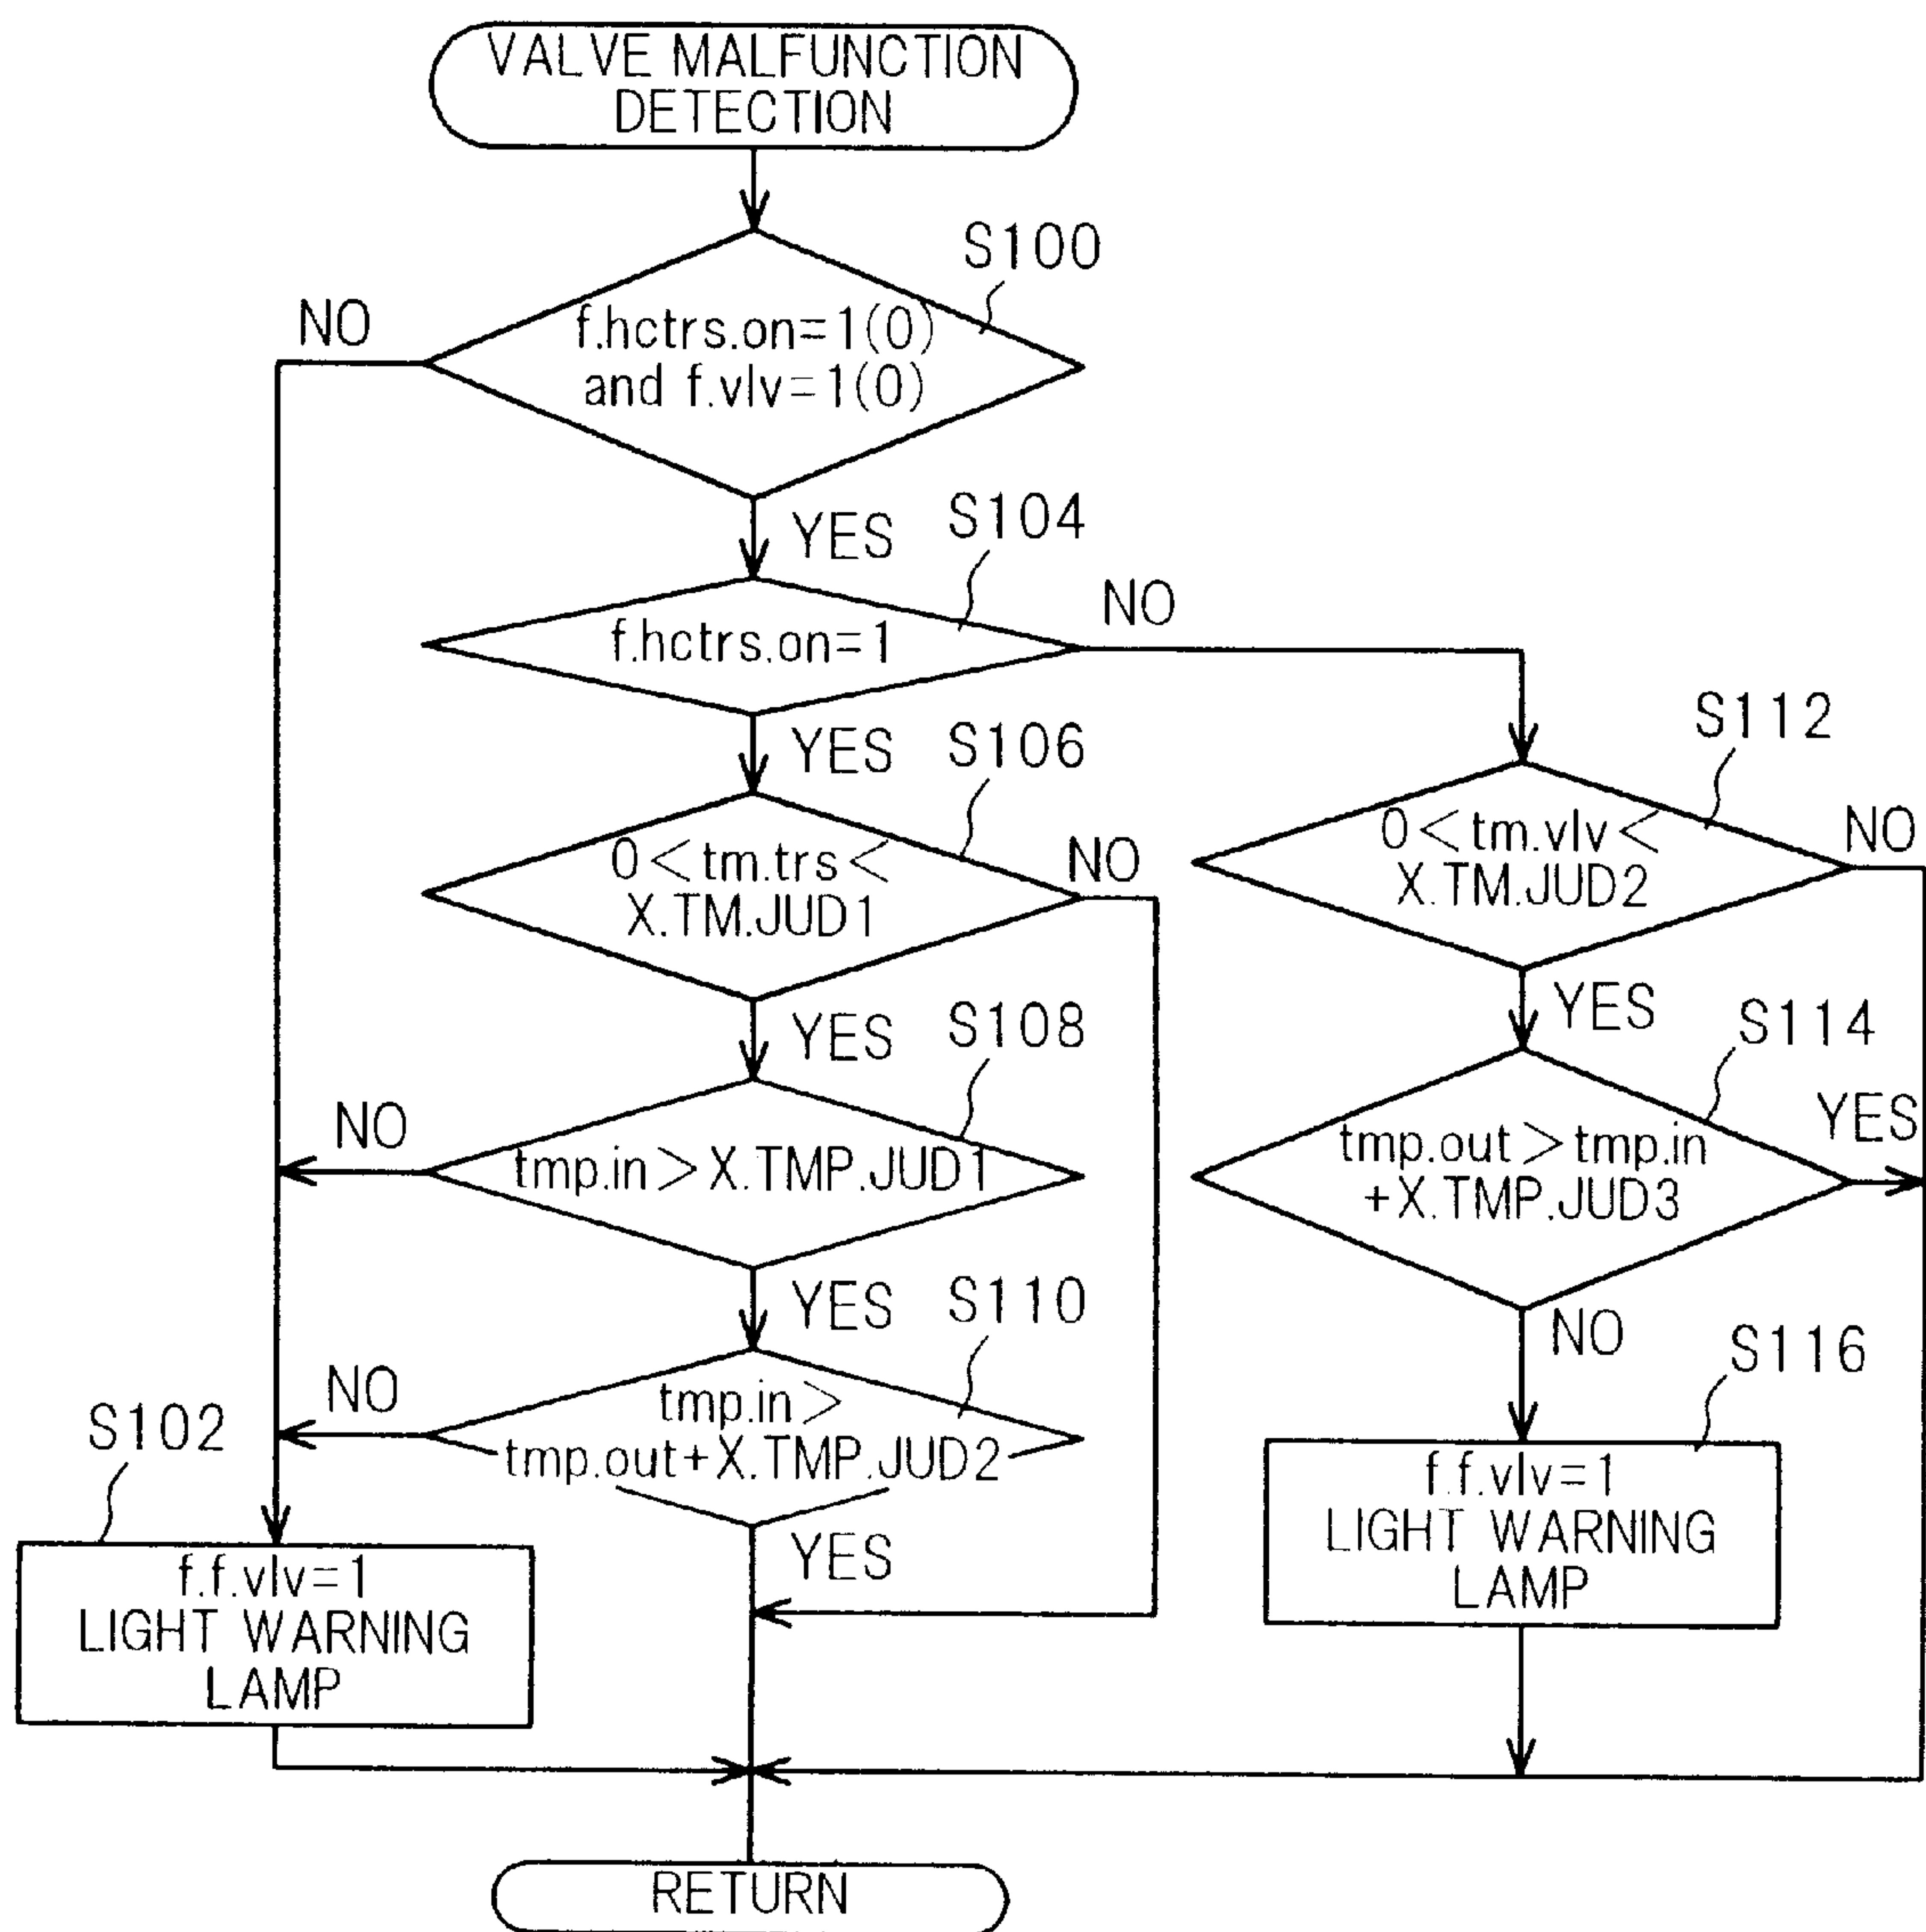 VALVE MALFUNCTION
DETECTION
S100
NO
f.hctrs.on=1(0)
and f.vlv=1(0)
YES
S104
NO
f.hctrs.on=1
YES
S106
S112
0<tm.trs<
X.TM.JUD1
NO
0<tm.vlv<
X.TM.JUD2
NO
YES
S108
YES
S114
NO
tmp.in>X.TMP.JUD1
tmp.out>tmp.in
+X.TMP.JUD3
YES
YES
S110
NO
S116
NO
tmp.in>
tmp.out+X.TMP.JUD2
S102
YES
f.f.vlv=1
LIGHT WARNING
LAMP
f.f.vlv=1
LIGHT WARNING
LAMP
RETURN